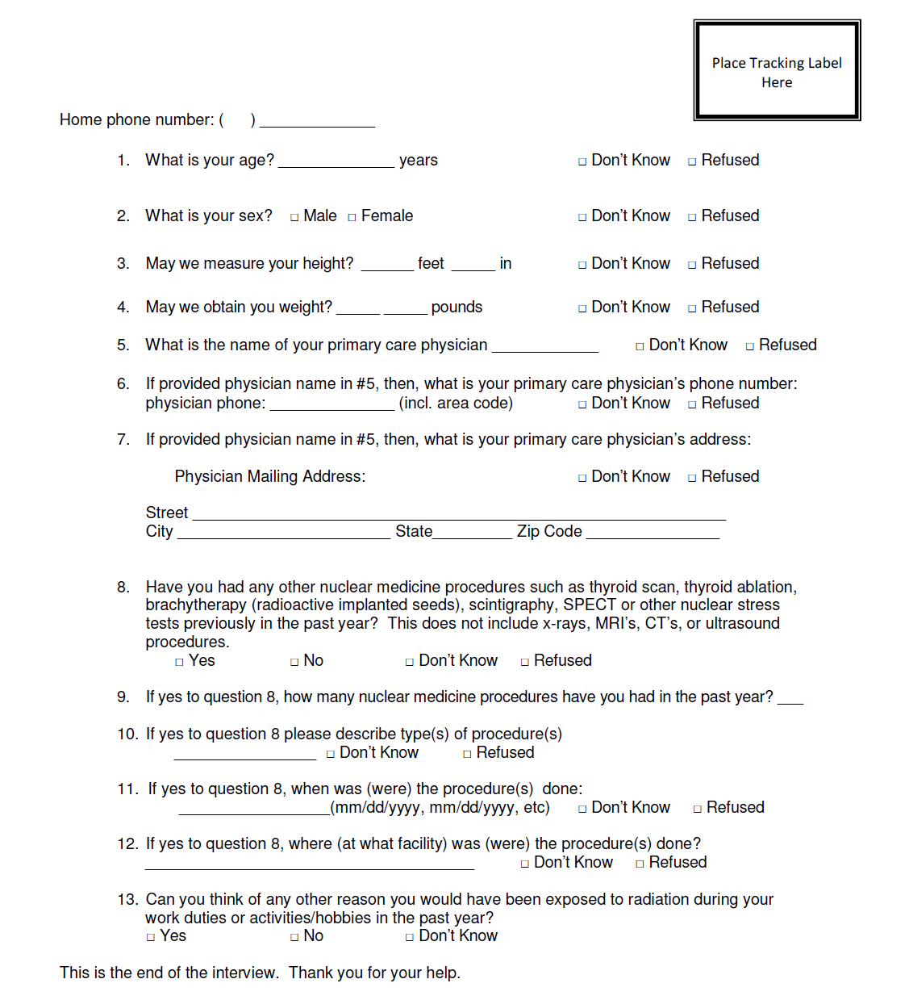 Place Tracking Label
Here
Home phone number: (      ) _____________
1. What is your age? _____________ years □ Don't Know □ Refused
2. What is your sex? □ Male □ Female □ Don't Know □ Refused
3. May we measure your height? ______ feet _____ in □ Don't Know □ Refused
4. May we obtain you weight? _____ _____ pounds □ Don't Know □ Refused
5. What is the name of your primary care physician ____________ □ Don't Know □ Refused
6. If provided physician name in #5, then, what is your primary care physician's phone number:
physician phone: ______________ (incl. area code) □ Don't Know □ Refused
7. If provided physician name in #5, then, what is your primary care physician's address:
Physician Mailing Address: □ Don't Know □ Refused
Street ____________________________________________________________
City ________________________ State_________ Zip Code _______________
8. Have you had any other nuclear medicine procedures such as thyroid scan, thyroid ablation,
brachytherapy (radioactive implanted seeds), scintigraphy, SPECT or other nuclear stress
tests previously in the past year?  This does not include x-rays, MRI's, CT's, or ultrasound
procedures.
□ Yes □ No □ Don't Know □ Refused
9. If yes to question 8, how many nuclear medicine procedures have you had in the past year? ___
10. If yes to question 8 please describe type(s) of procedure(s)
________________ □ Don't Know □ Refused
11. If yes to question 8, when was (were) the procedure(s)  done:
_________________(mm/dd/yyyy, mm/dd/yyyy, etc) □ Don't Know □ Refused
12. If yes to question 8, where (at what facility) was (were) the procedure(s) done?
_____________________________________ □ Don't Know □ Refused
13. Can you think of any other reason you would have been exposed to radiation during your
work duties or activities/hobbies in the past year?
□ Yes □ No □ Don't Know
This is the end of the interview.  Thank you for your help.